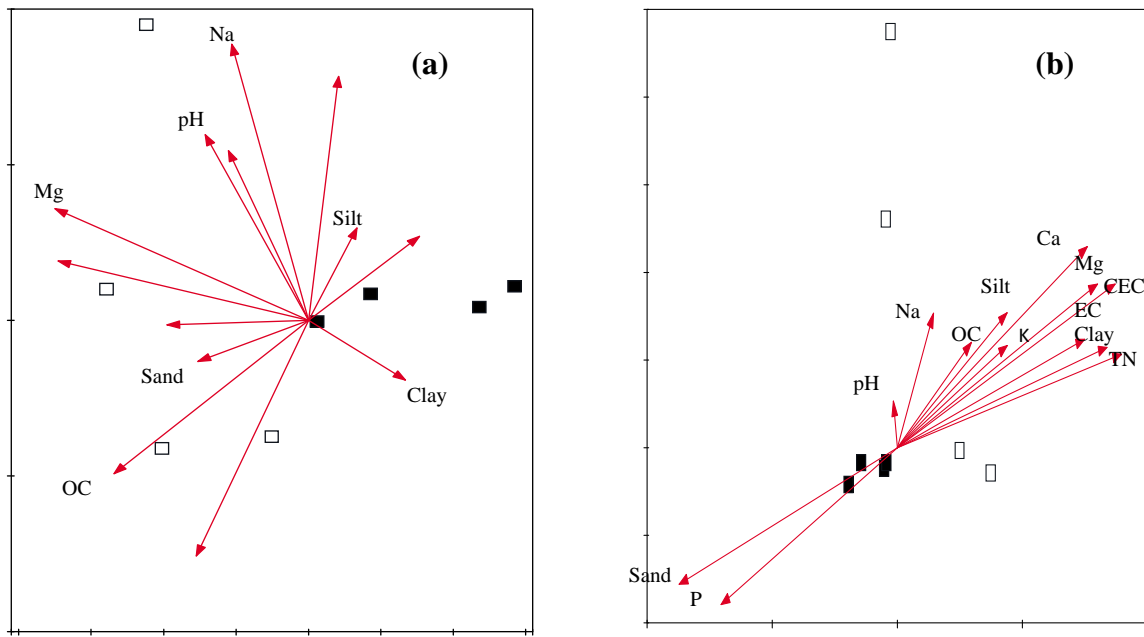 (a)
Na
pH
Mg
Silt
Sand
Clay
OC
(b)
Ca
Mg
CEC
Silt
EC
Na
OC
K
Clay
TN
pH
Sand
P